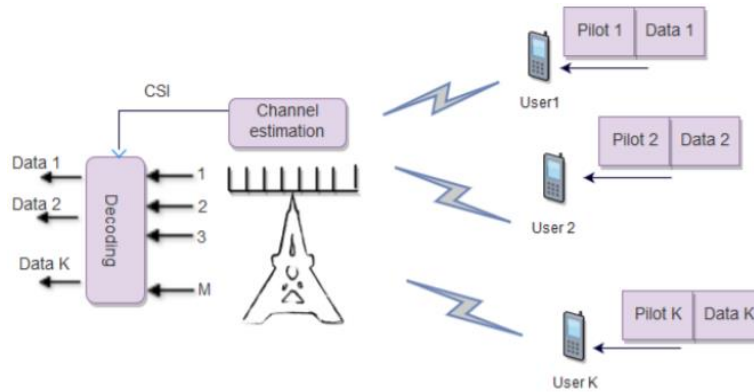 Pilot 1 Data 1
CSI
Channel
estimation
User1
Pilot 2 Data 2
Data 1
1
Data 2
2
Decoding
3
User 2
Data K
M
Pilot K Data K
User K